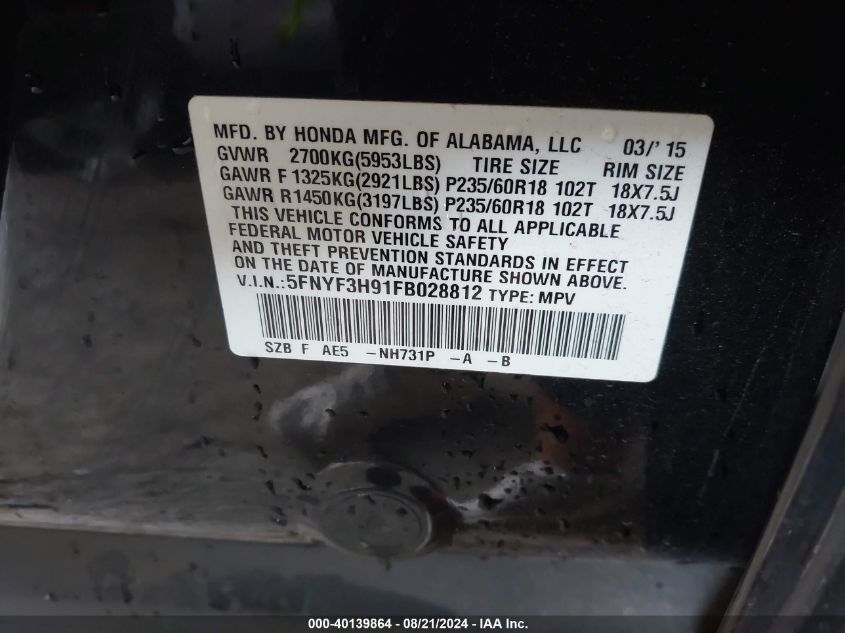 MFD. BY HONDA MFG. OF ALABAMA, LLC 03/'15
GVWR 2700KG(5953LBS) TIRE SIZE RIM SIZE
GAWR F 1325KG(2921LBS) P235/60R18 102T 18X7.5J
GAWR R1450KG(3197LBS) P235/60R18 102T 18X7.5J
THIS VEHICLE CONFORMS TO ALL APPLICABLE
FEDERAL MOTOR VEHICLE SAFETY
AND THEFT PREVENTION STANDARDS IN EFFECT
ON THE DATE OF MANUFACTURE SHOWN ABOVE.
V.I.N.:5FNYF3H91FB028812 TYPE: MPV
SZB F AE5 -NH731P -A -B
000-40139864 - 08/21/2024 - IAA Inc.